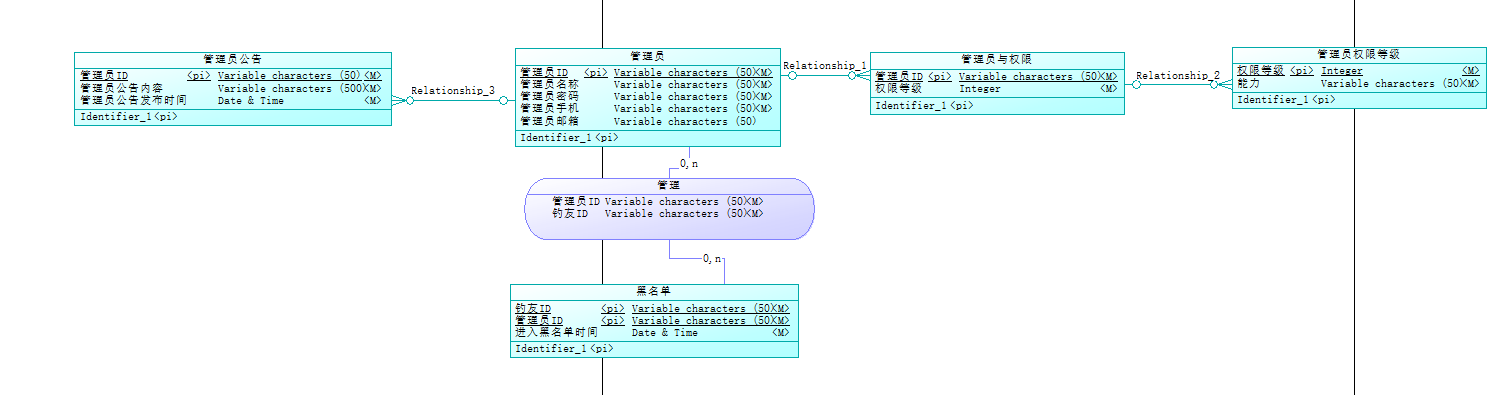 管理员公告
管理员ID <pi> Variable characters (50) <M>
管理员公告内容 Variable characters (500) <M>
管理员公告发布时间 Date & Time <M>
Identifier_1 <pi>
Relationship_3
管理员
管理员ID <pi> Variable characters (50) <M>
管理员名称 Variable characters (50) <M>
管理员密码 Variable characters (50) <M>
管理员手机 Variable characters (50) <M>
管理员邮箱 Variable characters (50)
Identifier_1 <pi>
Relationship_1
管理员与权限
管理员ID <pi> Variable characters (50) <M>
权限等级 Integer <M>
Identifier_1 <pi>
Relationship_2
管理员权限等级
权限等级 <pi> Integer <M>
能力 Variable characters (50) <M>
Identifier_1 <pi>
0,n
管理
管理员ID Variable characters (50) <M>
钓友ID Variable characters (50) <M>
0,n
黑名单
钓友ID <pi> Variable characters (50) <M>
管理员ID <pi> Variable characters (50) <M>
进入黑名单时间 Date & Time <M>
Identifier_1 <pi>